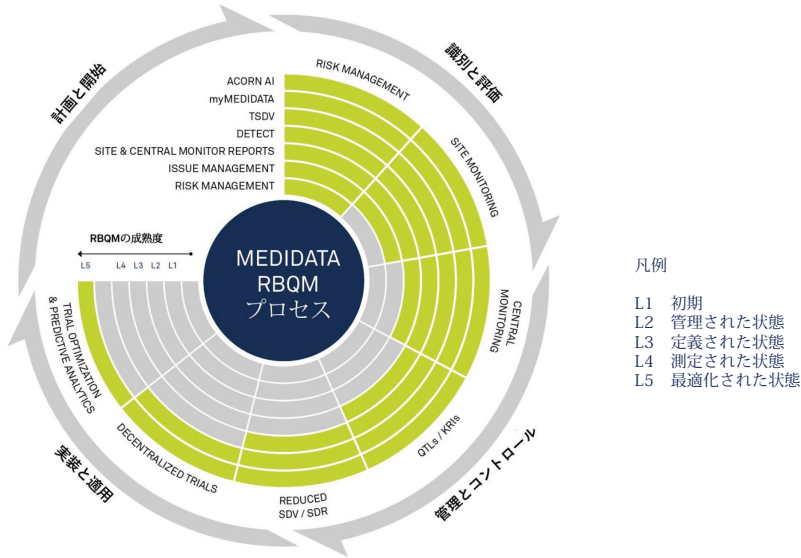 計画と開始
識別と評価
RISK MANAGEMENT
ACORN AI
myMEDIDATA
TSDV
DETECT
SITE & CENTRAL MONITOR REPORTS
ISSUE MANAGEMENT
RISK MANAGEMENT
SITE MONITORING
RBQMの成熟度
L5 L4 L3 L2 L1
MEDIDATA
RBQM
プロセス
CENTRAL
MONITORING
TRIAL OPTIMIZATION
& PREDICTIVE ANALYTICS
DECENTRALIZED TRIALS
REDUCED
SDV / SDR
QTLs / KRIs
実装と適用
管理とコントロール
凡例
L1 初期
L2 管理された状態
L3 定義された状態
L4 測定された状態
L5 最適化された状態